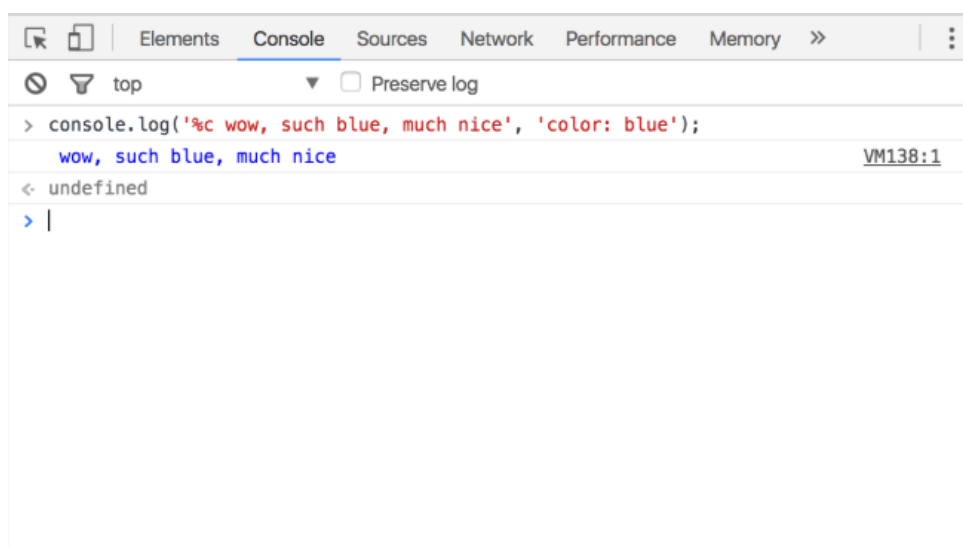 Elements Console Sources Network Performance Memory »
top ▼ Preserve log
> console.log('%c wow, such blue, much nice', 'color: blue');
wow, such blue, much nice VM138:1
< undefined
>